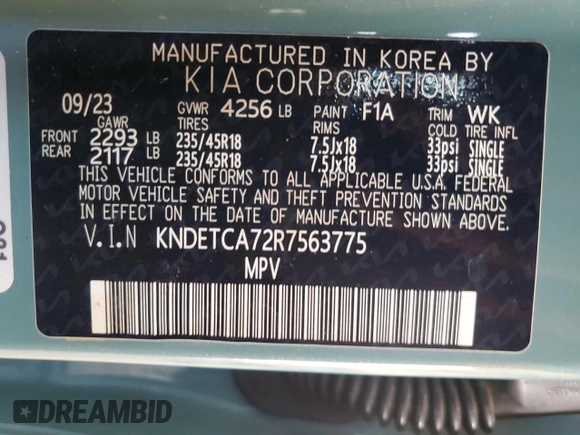 MANUFACTURED IN KOREA BY
KIA CORPORATION
09/23 GVWR 4256 LB PAINT F1A TRIM WK
GAWR TIRES RIMS COLD TIRE INFL
FRONT 2293 LB 235/45R18 7.5Jx18 33psi SINGLE
REAR 2117 LB 235/45R18 7.5Jx18 33psi SINGLE
THIS VEHICLE CONFORMS TO ALL APPLICABLE U.S.A. FEDERAL
MOTOR VEHICLE SAFETY AND THEFT PREVENTION STANDARDS
IN EFFECT ON THE DATE OF MANUFACTURE SHOWN ABOVE.
V.I.N KNDETCA72R7563775
MPV
DREAMBID